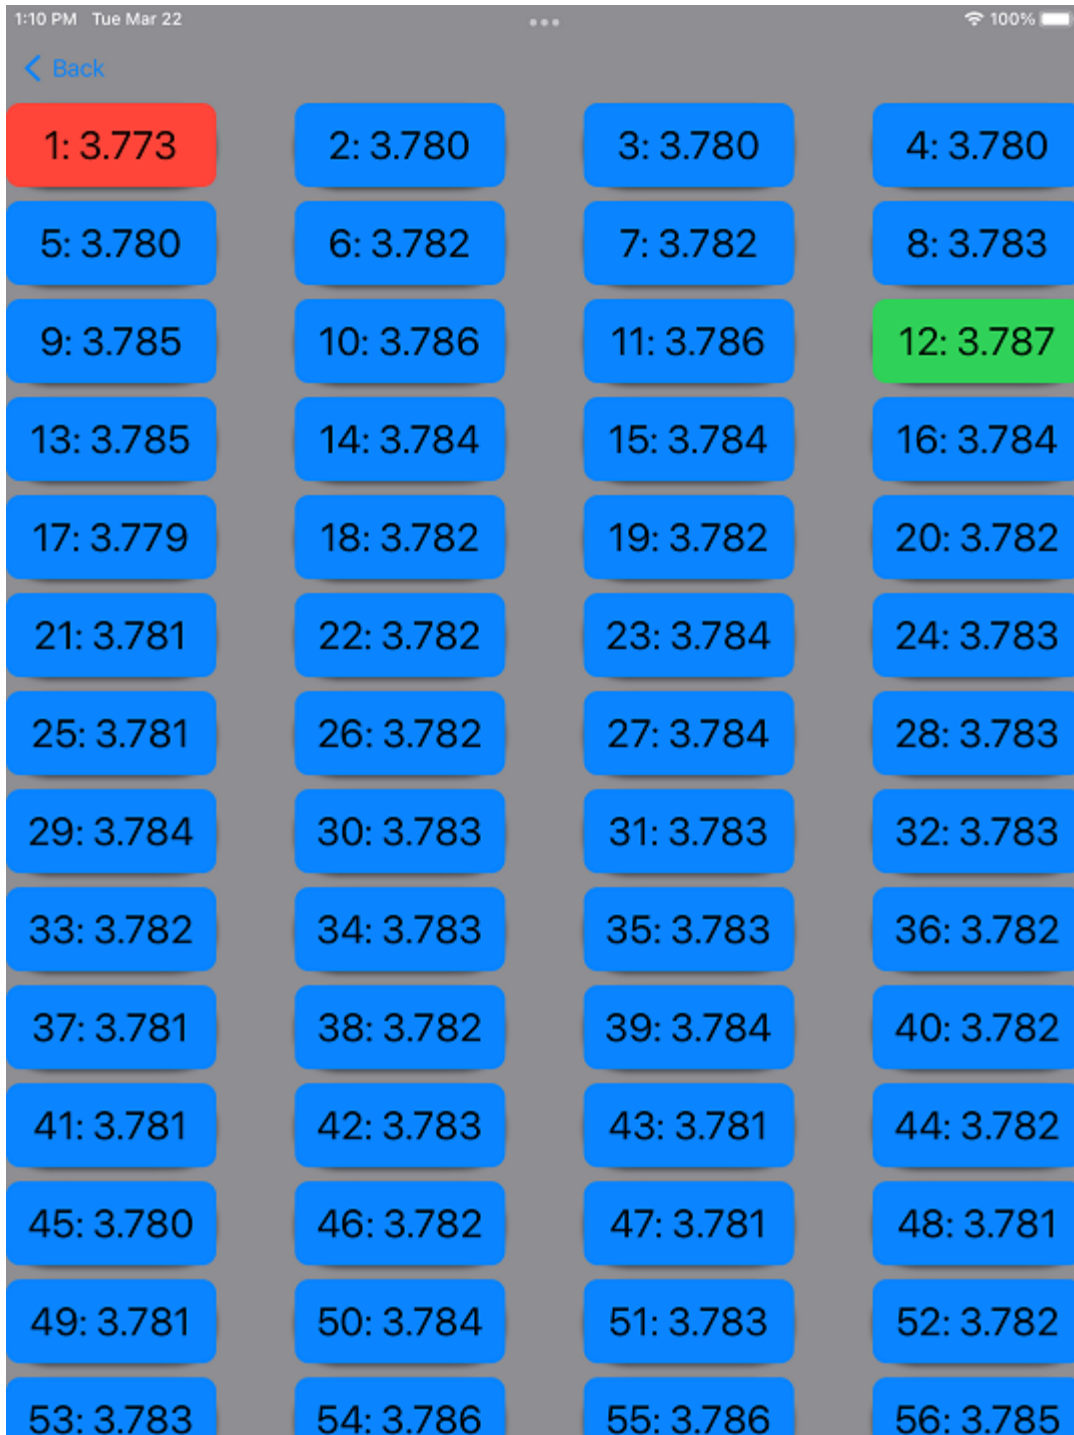 1:10 PM Tue Mar 22 100%
Back
1: 3.773 2: 3.780 3: 3.780 4: 3.780
5: 3.780 6: 3.782 7: 3.782 8: 3.783
9: 3.785 10: 3.786 11: 3.786 12: 3.787
13: 3.785 14: 3.784 15: 3.784 16: 3.784
17: 3.779 18: 3.782 19: 3.782 20: 3.782
21: 3.781 22: 3.782 23: 3.784 24: 3.783
25: 3.781 26: 3.782 27: 3.784 28: 3.783
29: 3.784 30: 3.783 31: 3.783 32: 3.783
33: 3.782 34: 3.783 35: 3.783 36: 3.782
37: 3.781 38: 3.782 39: 3.784 40: 3.782
41: 3.781 42: 3.783 43: 3.781 44: 3.782
45: 3.780 46: 3.782 47: 3.781 48: 3.781
49: 3.781 50: 3.784 51: 3.783 52: 3.782
53: 3.783 54: 3.786 55: 3.786 56: 3.785